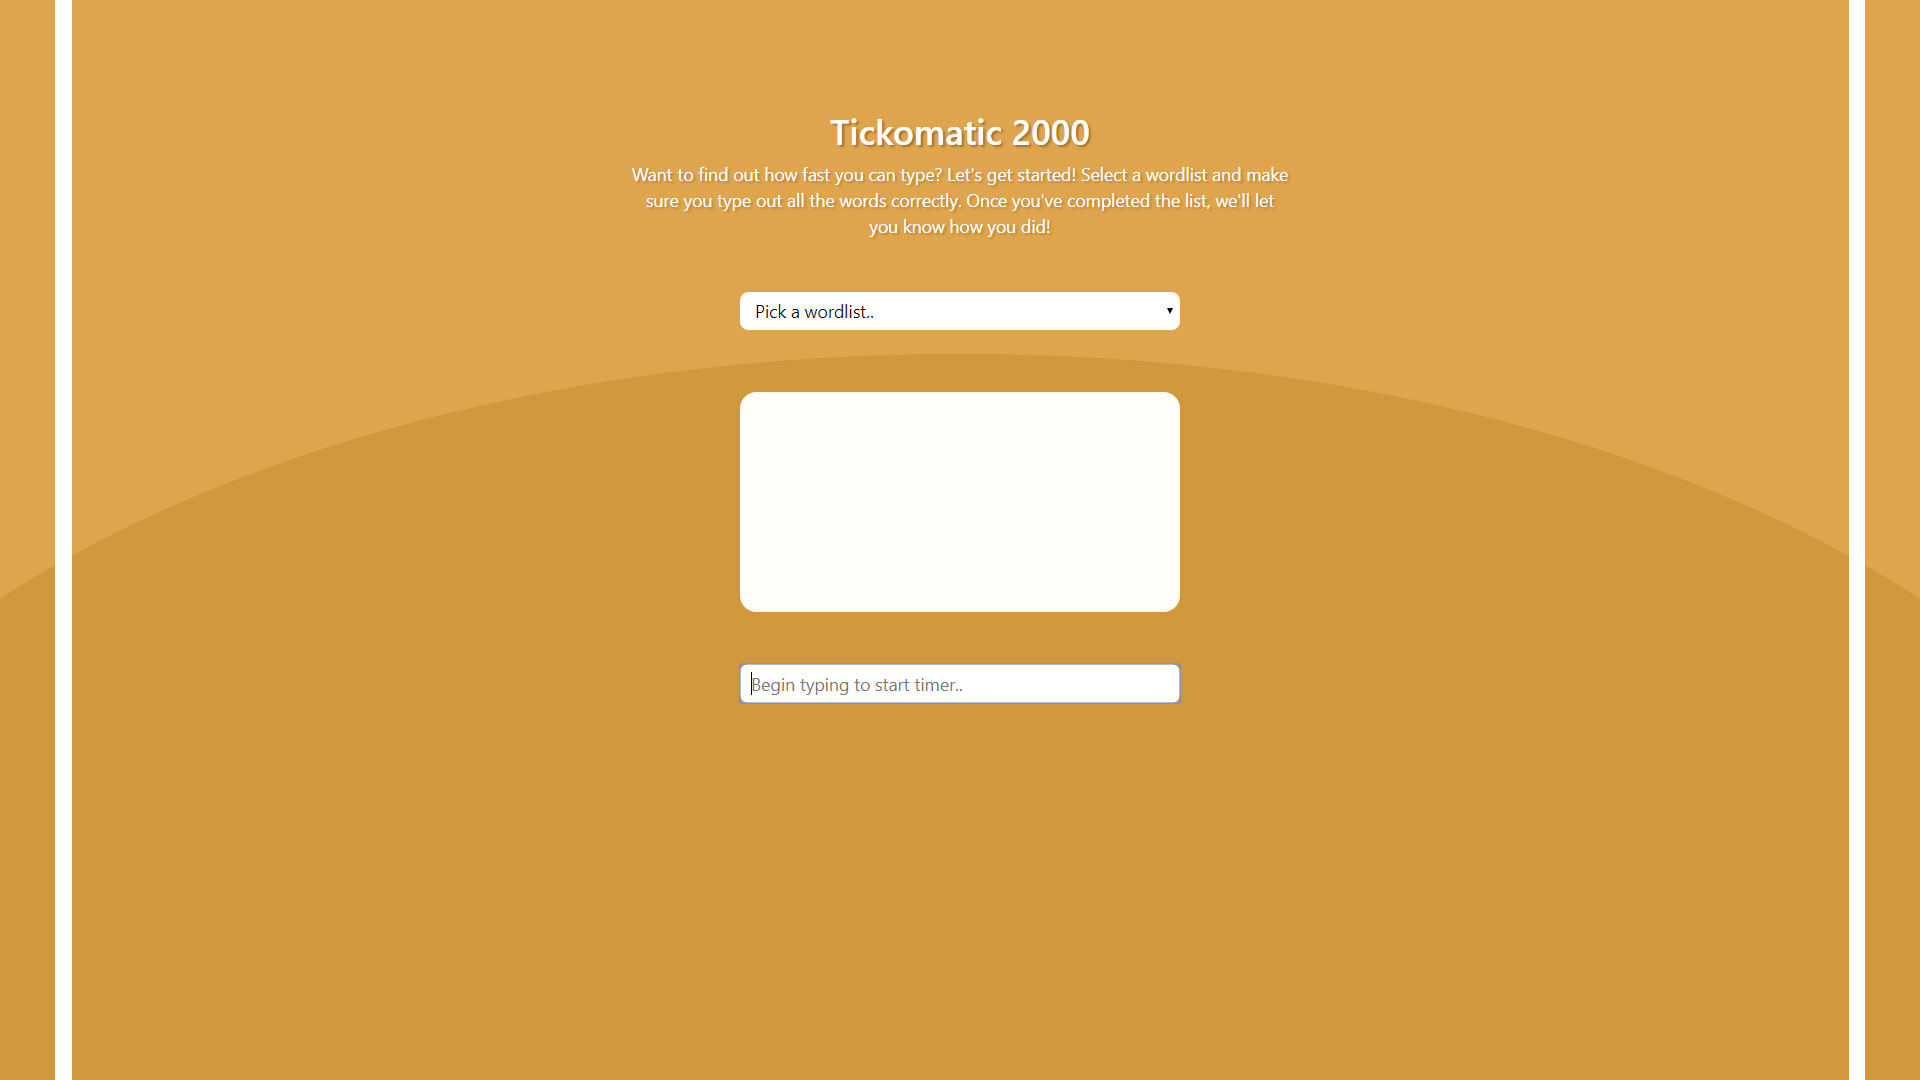 Tickomatic 2000
Want to find out how fast you can type? Let's get started! Select a wordlist and make
sure you type out all the words correctly. Once you've completed the list, we'll let
you know how you did!
Pick a wordlist..
Begin typing to start timer..